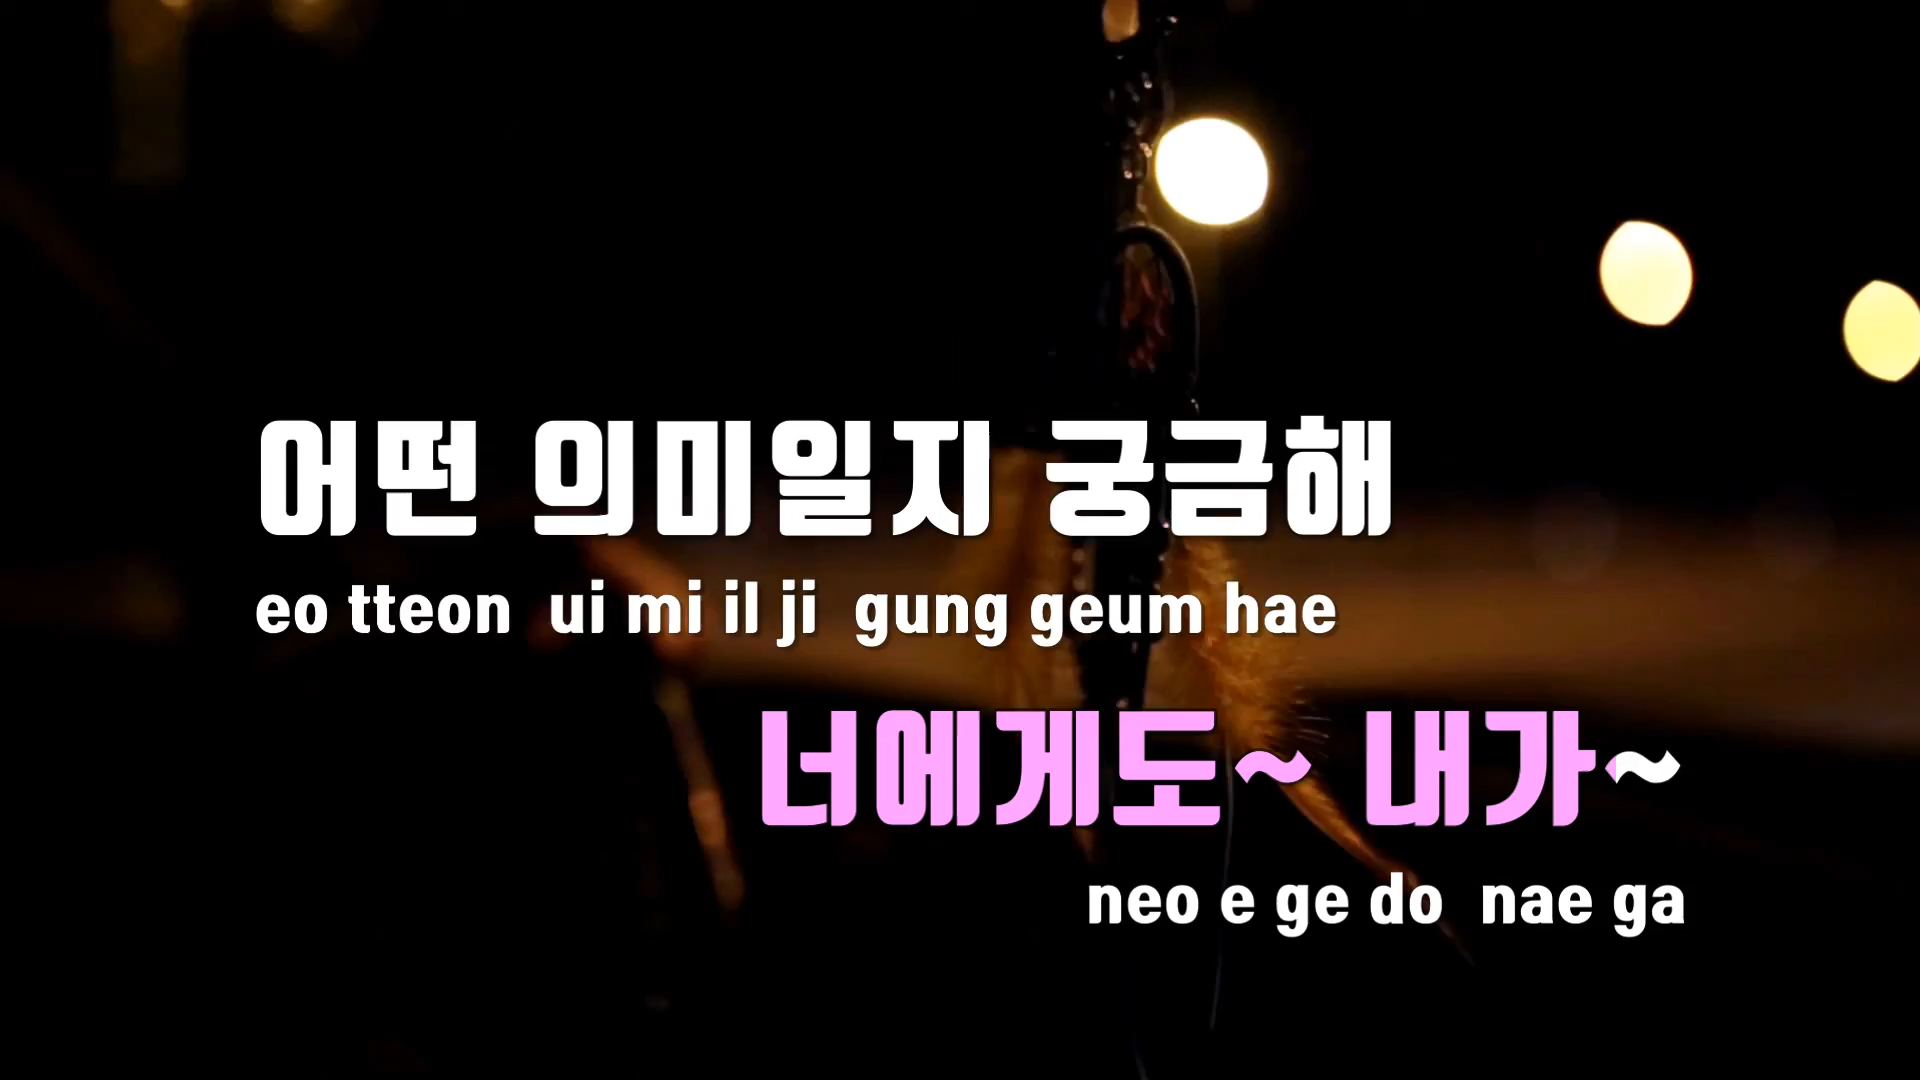 어떤 의미일지 궁금해
eo tteon ui mi il ji gung geum hae
너에게도~ 내가~
neo e ge do nae ga